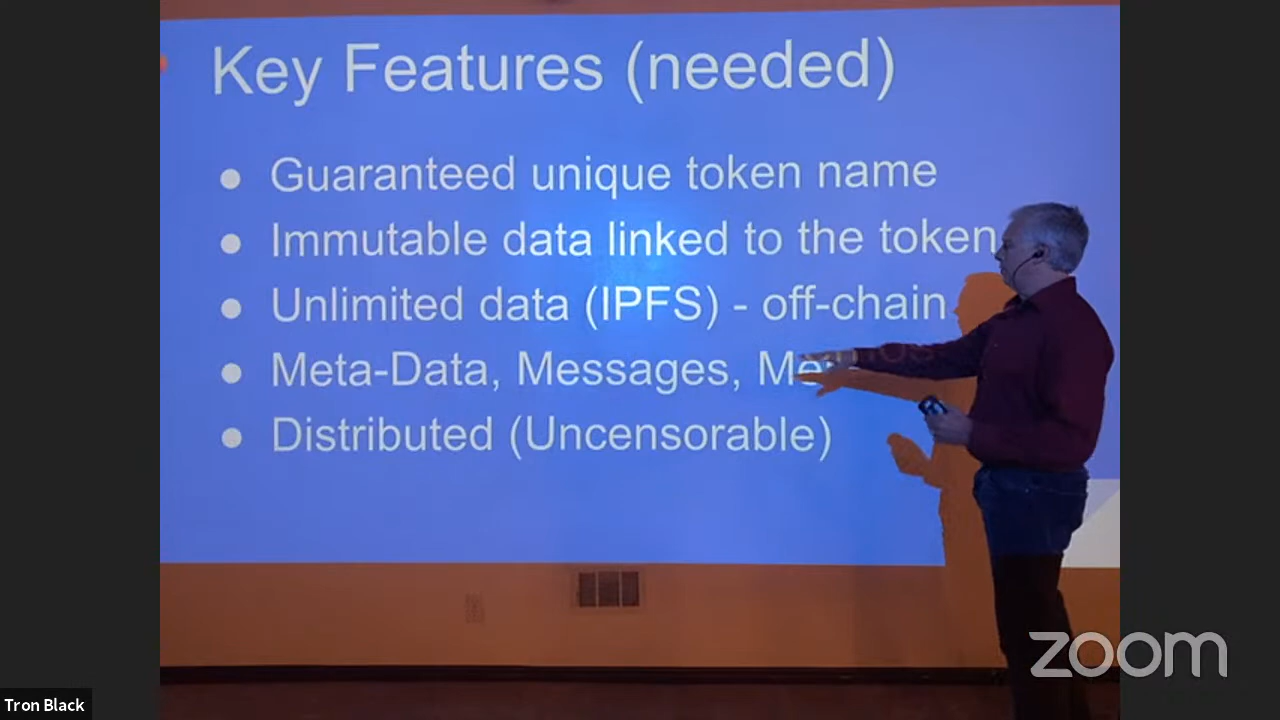 Key Features (needed)
● Guaranteed unique token name
● Immutable data linked to the token
● Unlimited data (IPFS) - off-chain
● Meta-Data, Messages, Memos
● Distributed (Uncensorable)
zoom
Tron Black